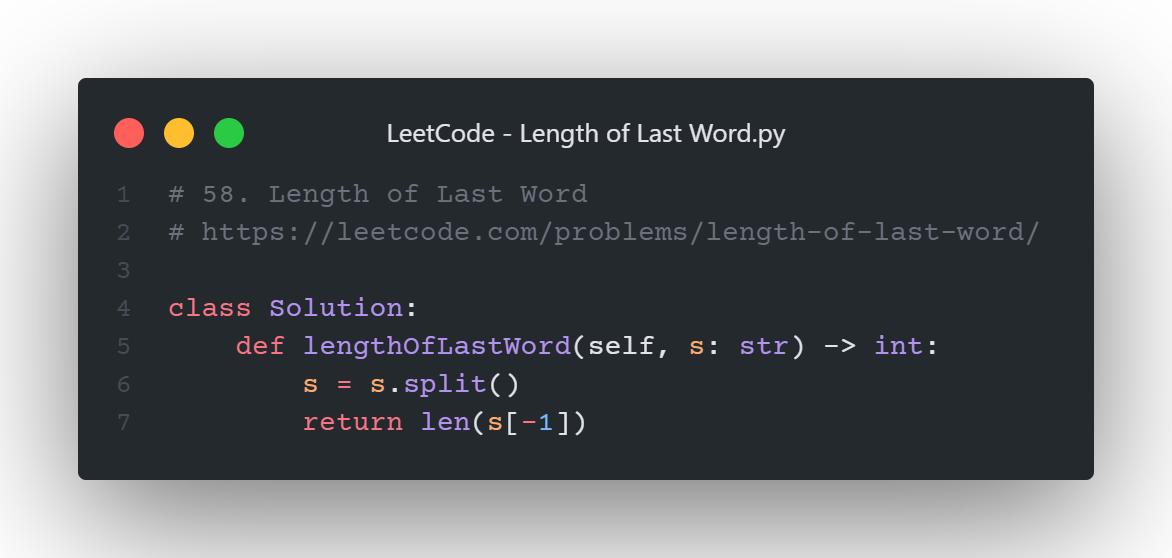 LeetCode - Length of Last Word.py
1 # 58. Length of Last Word
2 # https://leetcode.com/problems/length-of-last-word/
3
4 class Solution:
5     def lengthOfLastWord(self, s: str) -> int:
6         s = s.split()
7         return len(s[-1])